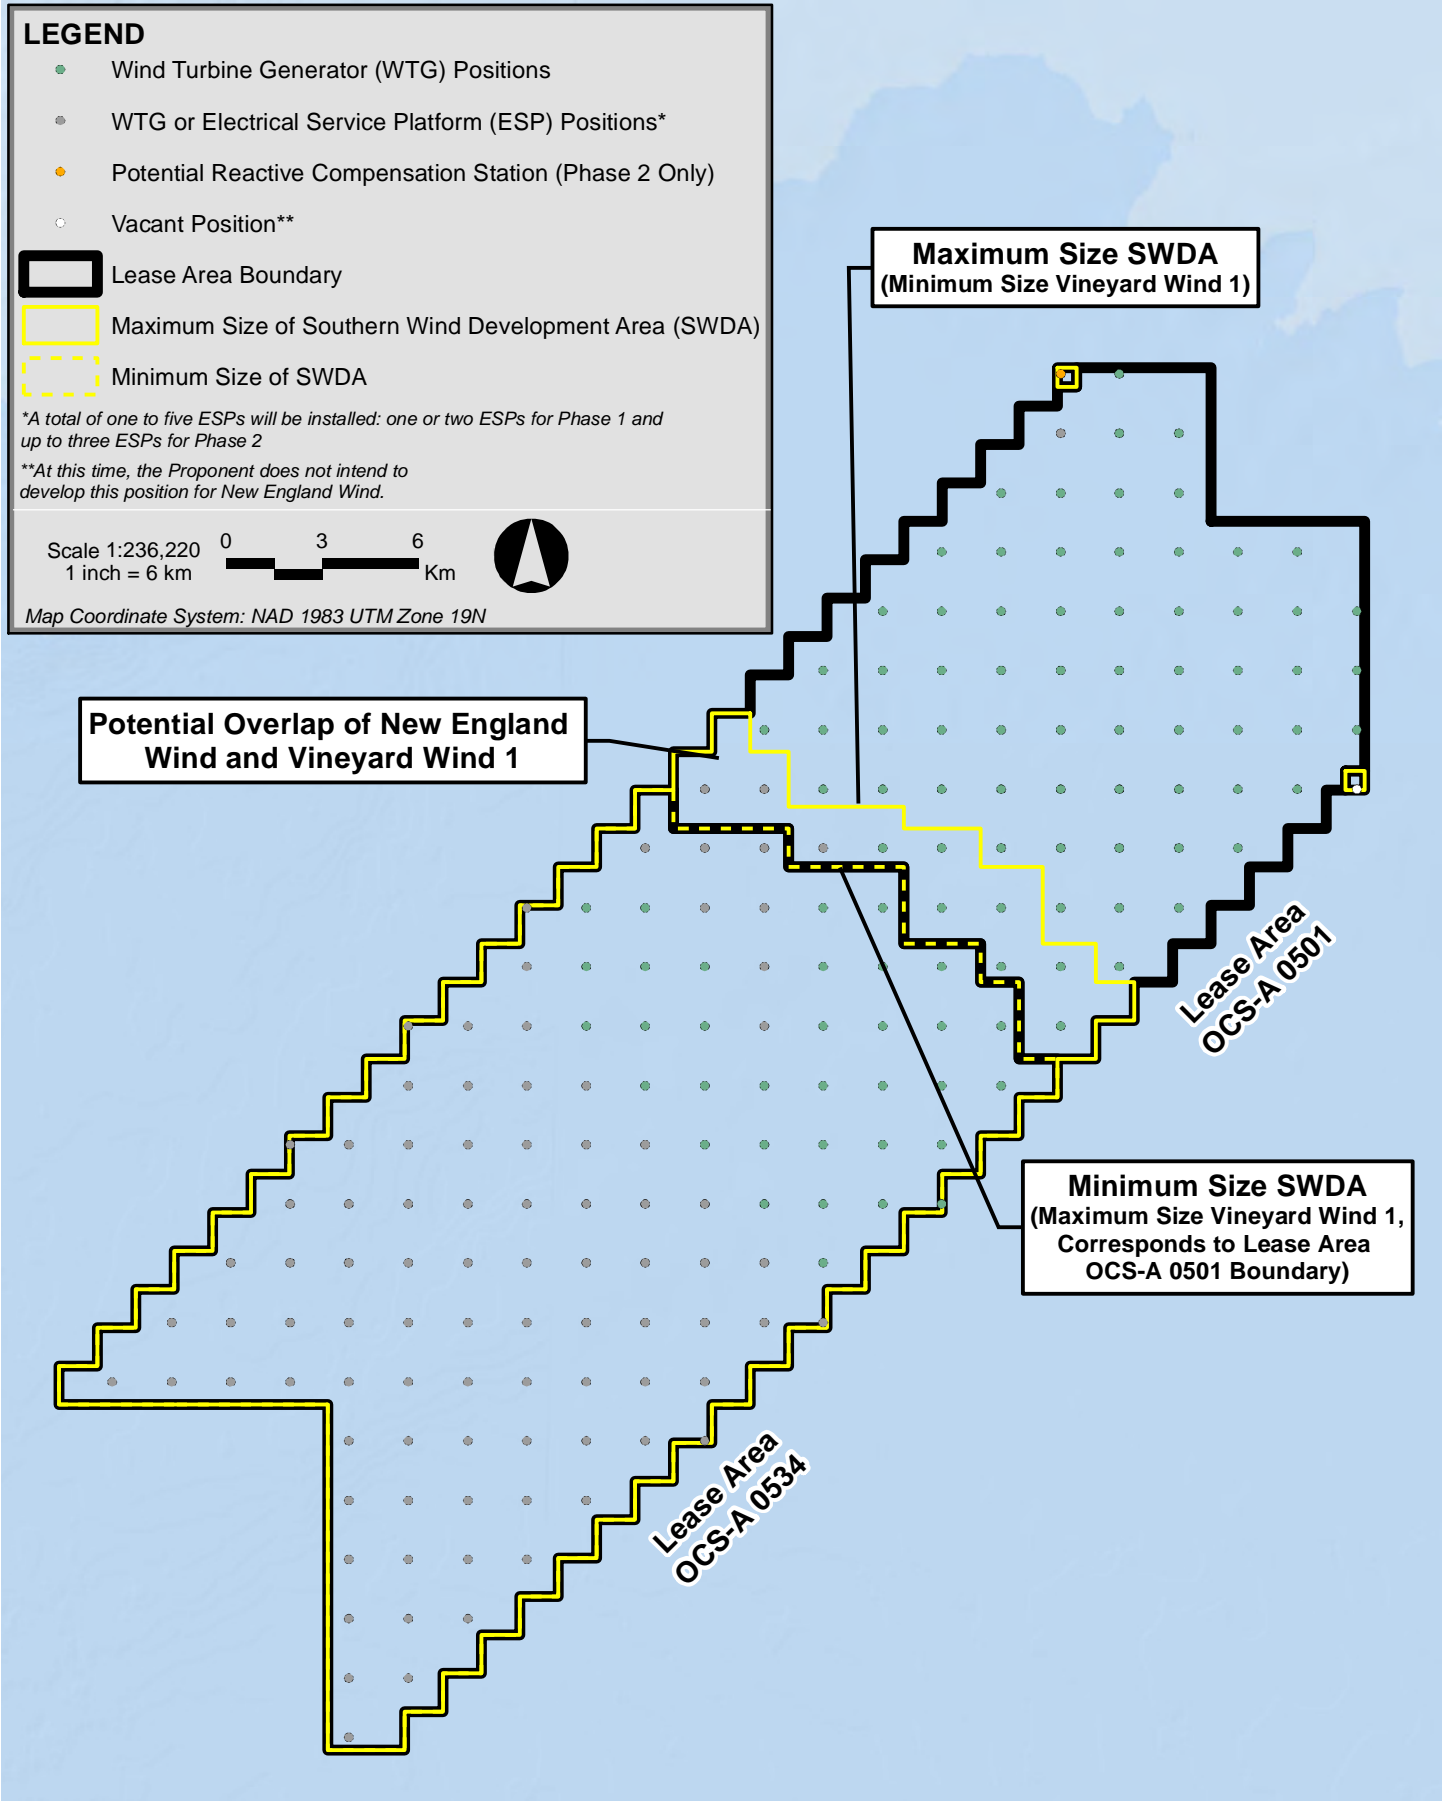 LEGEND
Wind Turbine Generator (WTG) Positions
WTG or Electrical Service Platform (ESP) Positions*
Potential Reactive Compensation Station (Phase 2 Only)
Vacant Position**
Lease Area Boundary
Maximum Size of Southern Wind Development Area (SWDA)
Minimum Size of SWDA
*A total of one to five ESPs will be installed: one or two ESPs for Phase 1 and
up to three ESPs for Phase 2
**At this time, the Proponent does not intend to
develop this position for New England Wind.
Scale 1:236,220
1 inch = 6 km
0 3 6
Km
Map Coordinate System: NAD 1983 UTM Zone 19N
Maximum Size SWDA
(Minimum Size Vineyard Wind 1)
Potential Overlap of New England
Wind and Vineyard Wind 1
Lease Area
OCS-A 0501
Minimum Size SWDA
(Maximum Size Vineyard Wind 1,
Corresponds to Lease Area
OCS-A 0501 Boundary)
Lease Area
OCS-A 0534